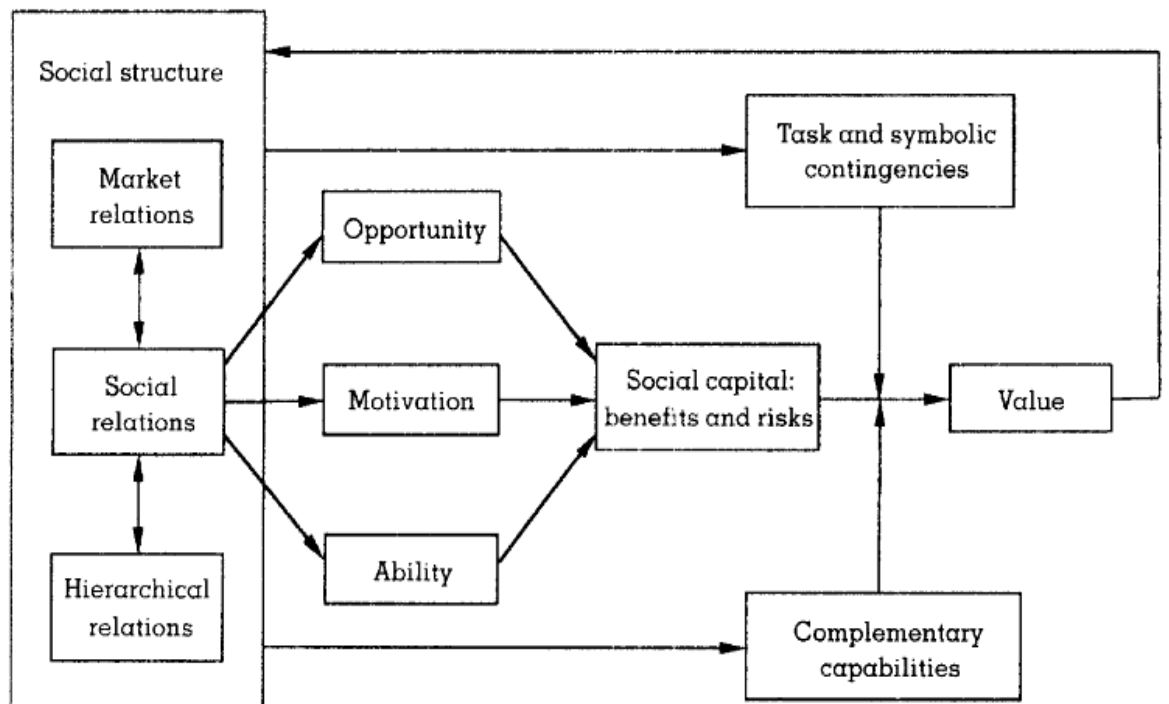 Social structure
Market
relations
Social
relations
Hierarchical
relations
Opportunity
Motivation
Ability
Social capital:
benefits and risks
Task and symbolic
contingencies
Value
Complementary
capabilities